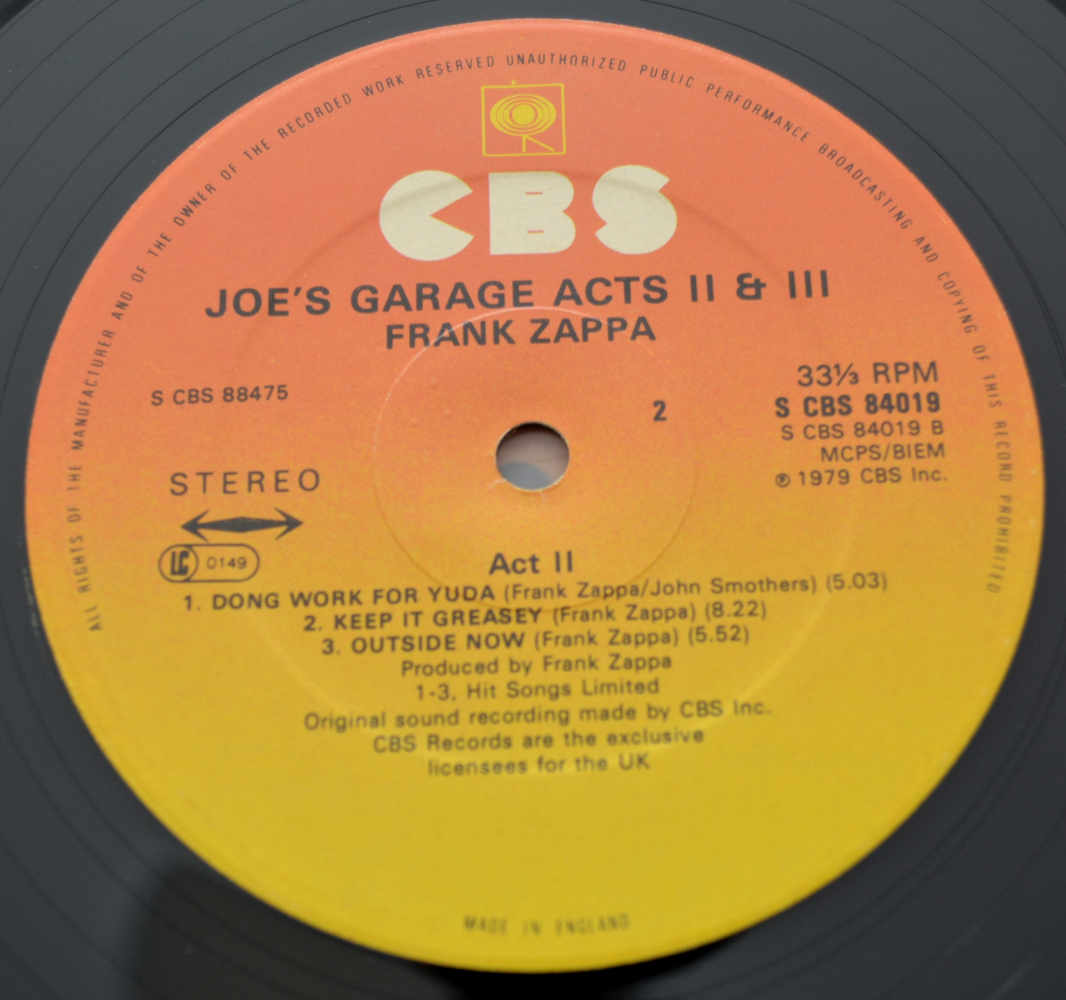 ALL RIGHTS OF THE MANUFACTURER AND OF THE OWNER OF THE RECORDED WORK RESERVED UNAUTHORIZED PUBLIC PERFORMANCE BROADCASTING AND COPYING OF THIS RECORD PROHIBITED
CBS
JOE'S GARAGE ACTS II & III
FRANK ZAPPA
S CBS 88475
2
33⅓ RPM
S CBS 84019
S CBS 84019 B
MCPS/BIEM
℗ 1979 CBS Inc.
STEREO
LC 0149
Act II
1. DONG WORK FOR YUDA (Frank Zappa/John Smothers) (5.03)
2. KEEP IT GREASEY (Frank Zappa) (8.22)
3. OUTSIDE NOW (Frank Zappa) (5.52)
Produced by Frank Zappa
1-3, Hit Songs Limited
Original sound recording made by CBS Inc.
CBS Records are the exclusive
licensees for the UK
MADE IN ENGLAND